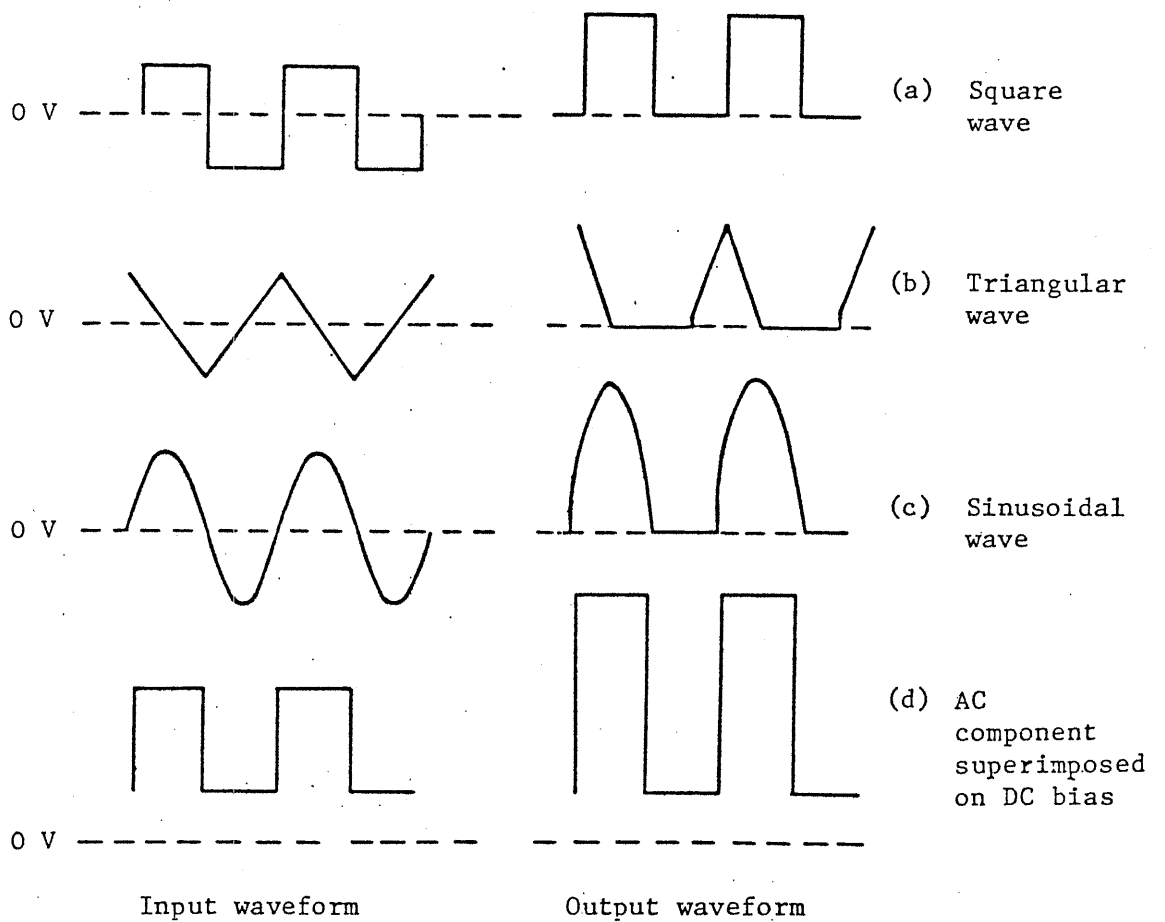 0 V
(a) Square
wave
0 V
(b) Triangular
wave
0 V
(c) Sinusoidal
wave
0 V
(d) AC
component
superimposed
on DC bias
Input waveform
Output waveform